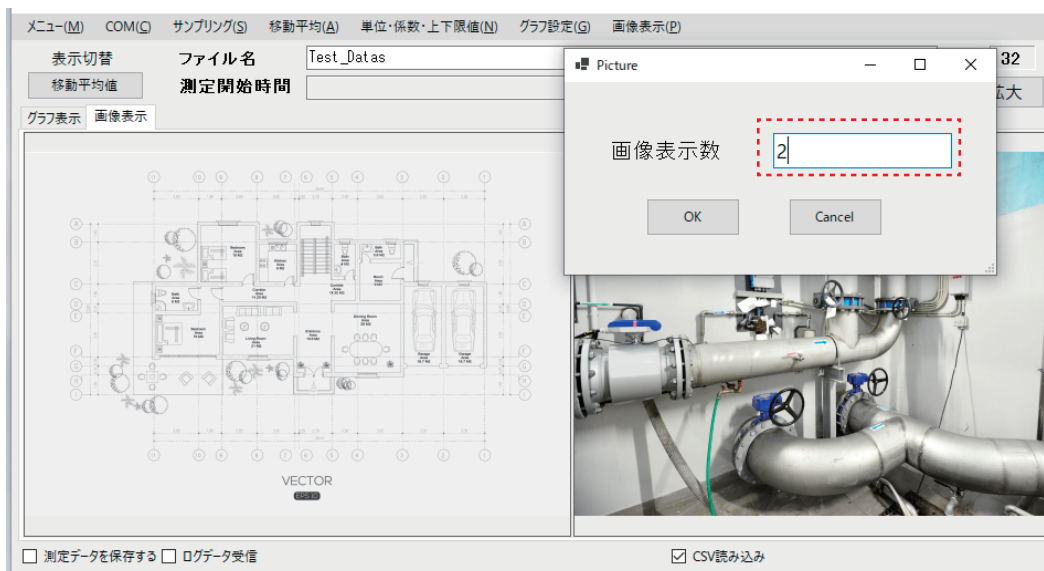 メニュー(M) COM(C) サンプリング(S) 移動平均(A) 単位・係数・上下限値(N) グラフ設定(G) 画像表示(P)
表示切替 ファイル名 Test_Datas 32
移動平均値 測定開始時間 拡大
グラフ表示 画像表示
Picture
画像表示数 2
OK Cancel
VECTOR
EPS 10
測定データを保存する ログデータ受信 CSV読み込み